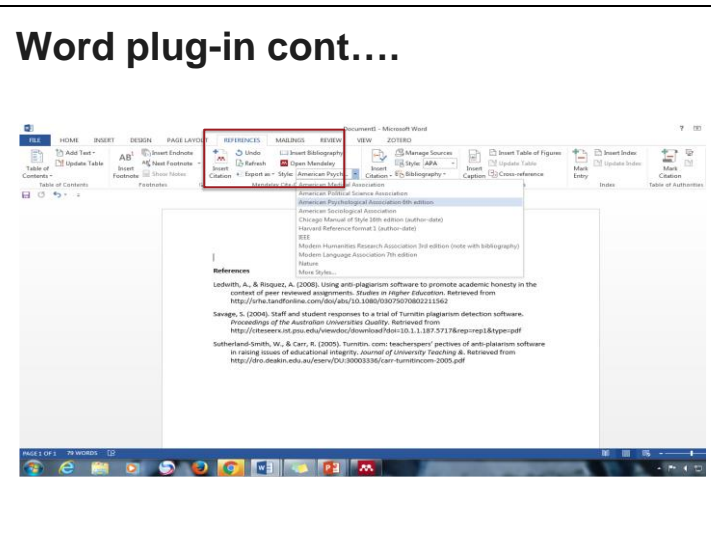 Word plug-in cont….
Document1 - Microsoft Word
FILE HOME INSERT DESIGN PAGE LAYOUT REFERENCES MAILINGS REVIEW VIEW ZOTERO
Add Text Insert Endnote Undo Insert Bibliography Manage Sources Insert Table of Figures Insert Index
Update Table Next Footnote Refresh Open Mendeley Style: APA Update Table Update Index
Table of Contents Insert Footnote Show Notes Insert Citation Export as Style: American Psych... Insert Citation Bibliography Insert Caption Cross-reference Mark Entry Mark Citation
Table of Contents Footnotes Index Table of Authorities
American Medical Association
American Political Science Association
American Psychological Association 6th edition
American Sociological Association
Chicago Manual of Style 16th edition (author-date)
Harvard Reference format 1 (author-date)
IEEE
Modern Humanities Research Association 3rd edition (note with bibliography)
Modern Language Association 7th edition
Nature
More Styles...
References
Ledwith, A., & Risquez, A. (2008). Using anti-plagiarism software to promote academic honesty in the
context of peer reviewed assignments. Studies in Higher Education. Retrieved from
http://srhe.tandfonline.com/doi/abs/10.1080/03075070802211562
Savage, S. (2004). Staff and student responses to a trial of Turnitin plagiarism detection software.
Proceedings of the Australian Universities Quality. Retrieved from
http://citeseerx.ist.psu.edu/viewdoc/download?doi=10.1.1.187.5717&rep=rep1&type=pdf
Sutherland-Smith, W., & Carr, R. (2005). Turnitin. com: teacherspers' pectives of anti-plaiarism software
in raising issues of educational integrity. Journal of University Teaching &. Retrieved from
http://dro.deakin.edu.au/eserv/DU:30003336/carr-turnitincom-2005.pdf
PAGE 1 OF 1 79 WORDS